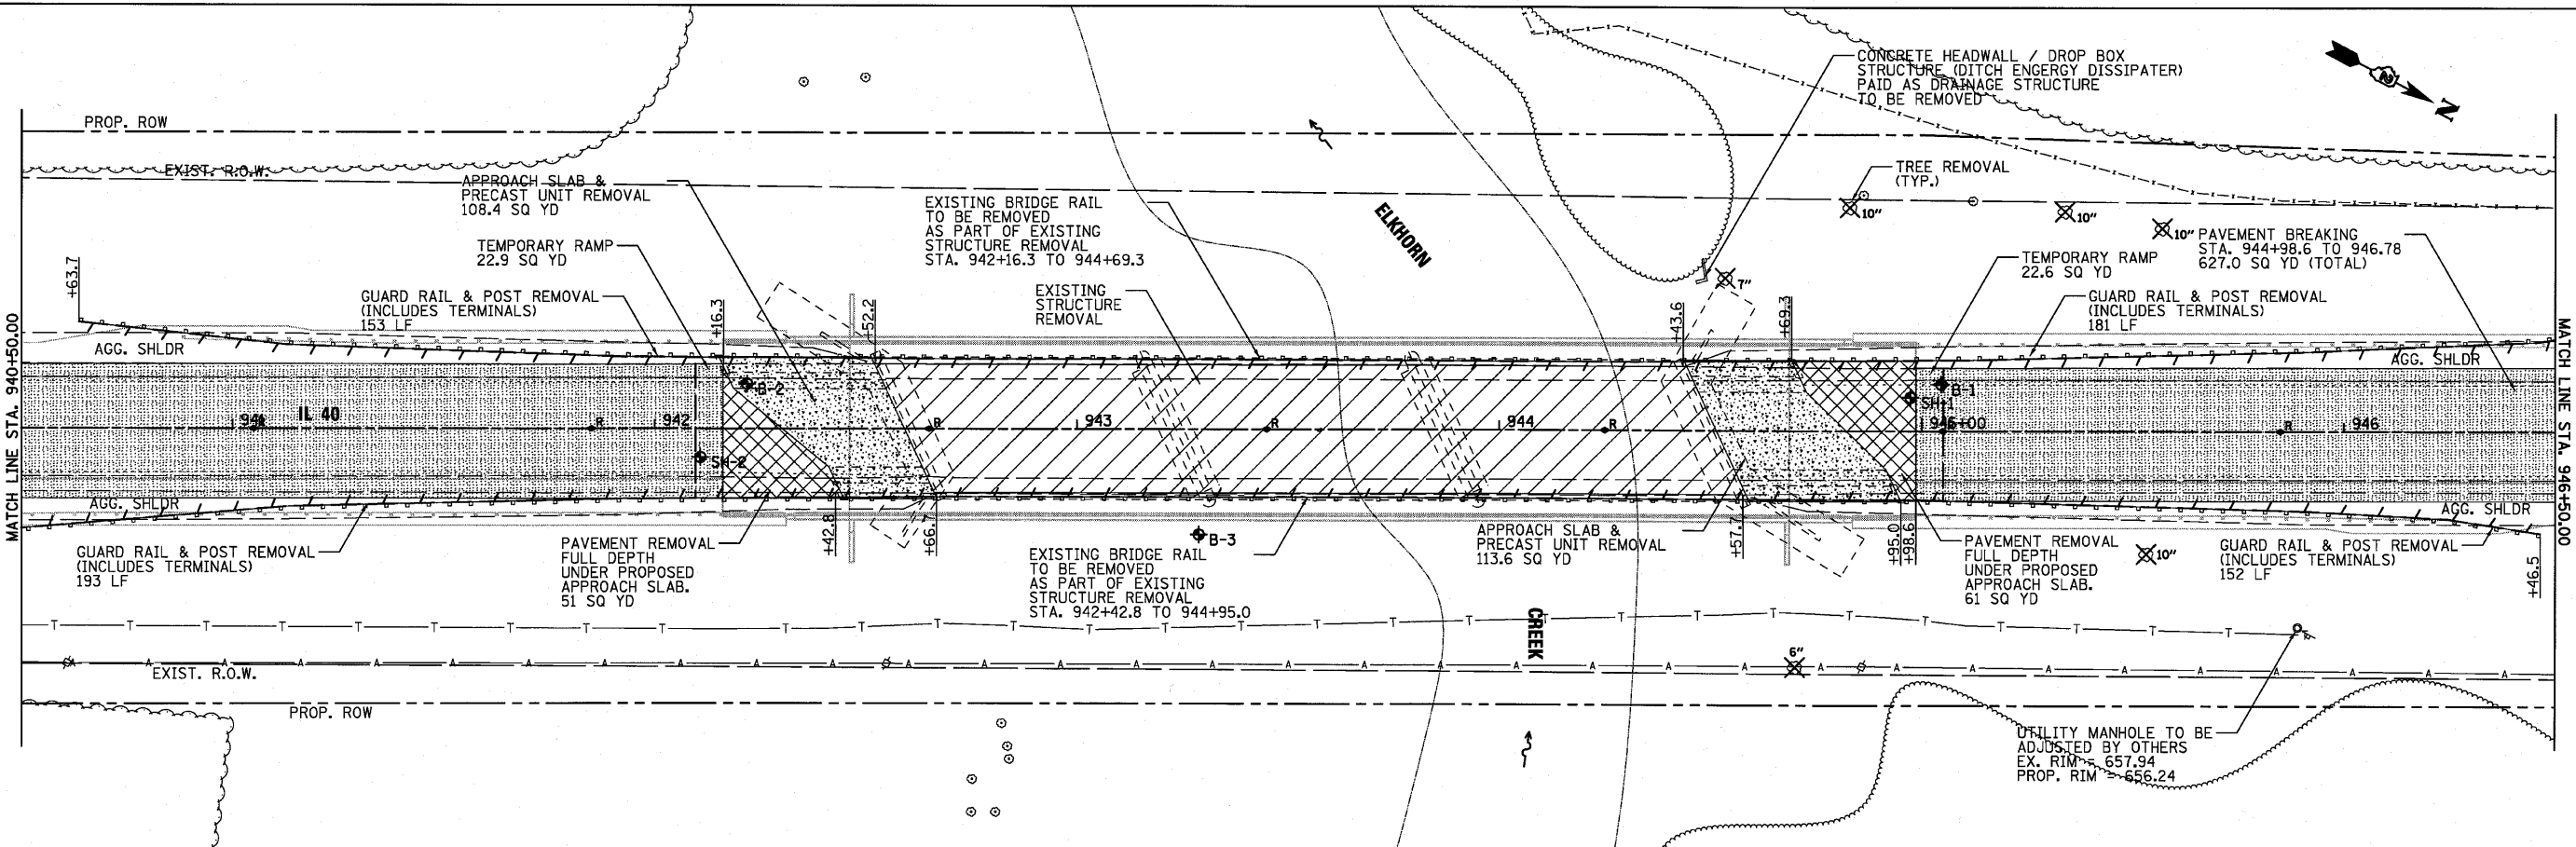 CONCRETE HEADWALL / DROP BOX
STRUCTURE (DITCH ENGERGY DISSIPATER)
PAID AS DRAINAGE STRUCTURE
TO BE REMOVED
N
PROP. ROW
EXIST. R.O.W.
APPROACH SLAB &
PRECAST UNIT REMOVAL
108.4 SQ YD
TEMPORARY RAMP
22.9 SQ YD
GUARD RAIL & POST REMOVAL
(INCLUDES TERMINALS)
153 LF
EXISTING BRIDGE RAIL
TO BE REMOVED
AS PART OF EXISTING
STRUCTURE REMOVAL
STA. 942+16.3 TO 944+69.3
EXISTING
STRUCTURE
REMOVAL
ELKHORN
TREE REMOVAL
(TYP.)
10"
10"
10"
7"
PAVEMENT BREAKING
STA. 944+98.6 TO 946.78
627.0 SQ YD (TOTAL)
TEMPORARY RAMP
22.6 SQ YD
GUARD RAIL & POST REMOVAL
(INCLUDES TERMINALS)
181 LF
+63.7
+16.3
+52.2
+43.6
+69.3
MATCH LINE STA. 940+50.00
MATCH LINE STA. 946+50.00
AGG. SHLDR
AGG. SHLDR
B-2
B-1
SH-1
IL 40
942
943
R
R
R
R
R
944
946
SH-2
AGG. SHLDR
AGG. SHLDR
GUARD RAIL & POST REMOVAL
(INCLUDES TERMINALS)
193 LF
PAVEMENT REMOVAL
FULL DEPTH
UNDER PROPOSED
APPROACH SLAB.
51 SQ YD
+42.8
B-3
EXISTING BRIDGE RAIL
TO BE REMOVED
AS PART OF EXISTING
STRUCTURE REMOVAL
STA. 942+42.8 TO 944+95.0
APPROACH SLAB &
PRECAST UNIT REMOVAL
113.6 SQ YD
+57.7
+95.0
+98.6
PAVEMENT REMOVAL
FULL DEPTH
UNDER PROPOSED
APPROACH SLAB.
61 SQ YD
10"
GUARD RAIL & POST REMOVAL
(INCLUDES TERMINALS)
152 LF
+46.5
CREEK
6"
EXIST. R.O.W.
PROP. ROW
UTILITY MANHOLE TO BE
ADJUSTED BY OTHERS
EX. RIM = 657.94
PROP. RIM = 656.24